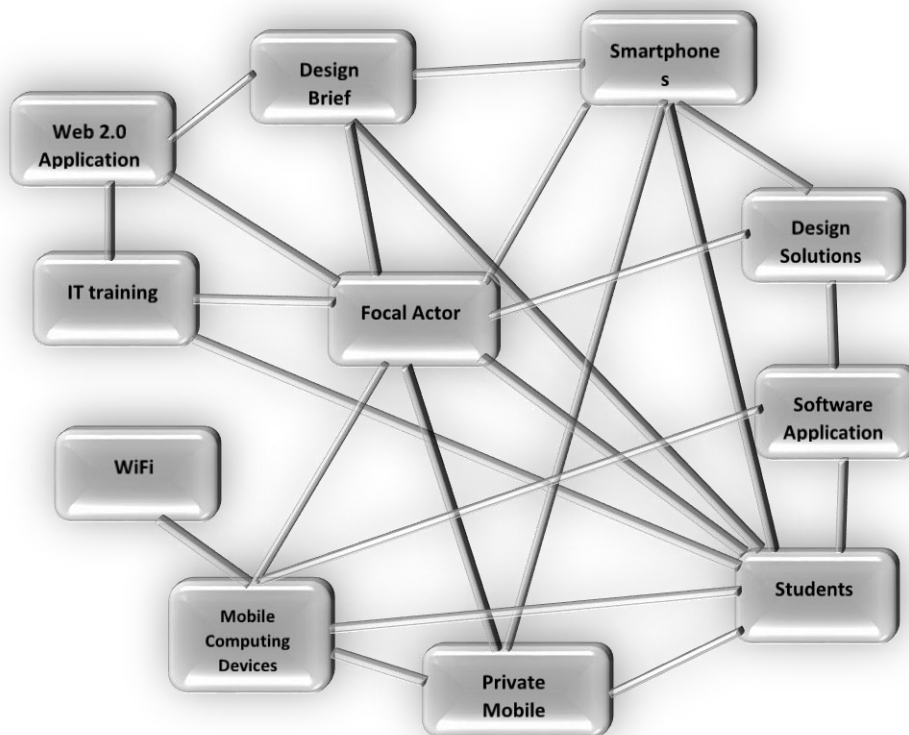 Smartphone
s
Design
Brief
Web 2.0
Application
Design
Solutions
IT training
Focal Actor
Software
Application
WiFi
Students
Mobile
Computing
Devices
Private
Mobile